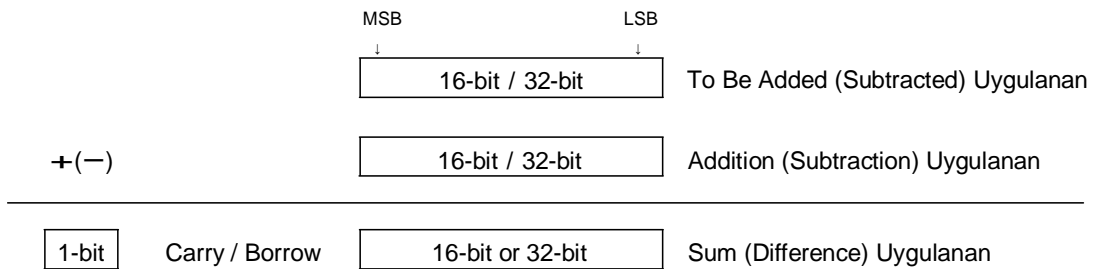 MSB LSB
↓ ↓
16-bit / 32-bit To Be Added (Subtracted) Uygulanan
+(−) 16-bit / 32-bit Addition (Subtraction) Uygulanan
1-bit Carry / Borrow 16-bit or 32-bit Sum (Difference) Uygulanan